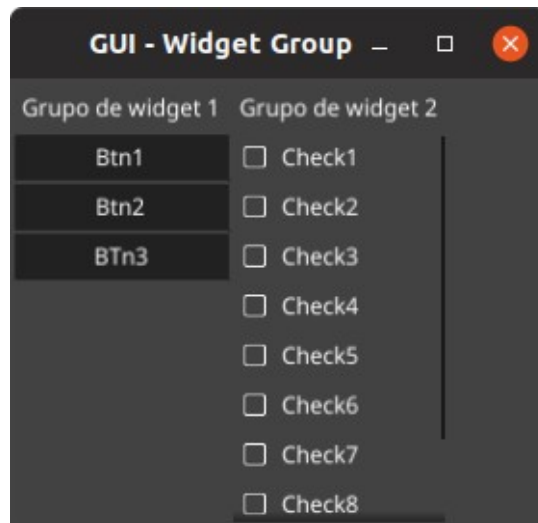 GUI - Widget Group
Grupo de widget 1
Btn1
Btn2
BTn3
Grupo de widget 2
Check1
Check2
Check3
Check4
Check5
Check6
Check7
Check8